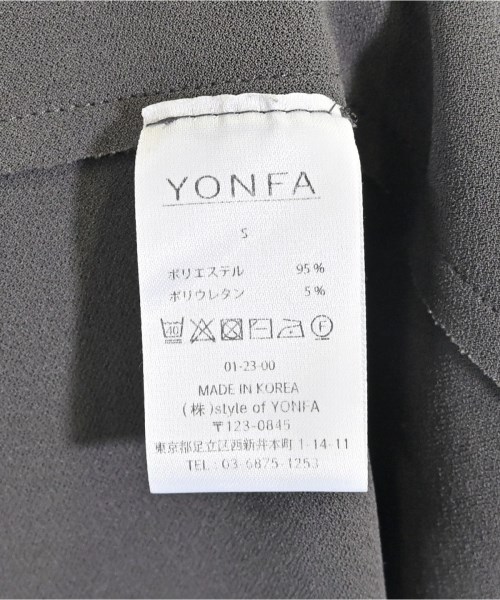 YONFA
S
ポリエステル 95%
ポリウレタン 5%
40 F
01-23-00
MADE IN KOREA
(株)style of YONFA
〒123-0845
東京都足立区西新井本町1-14-11
TEL : 03-6875-1253